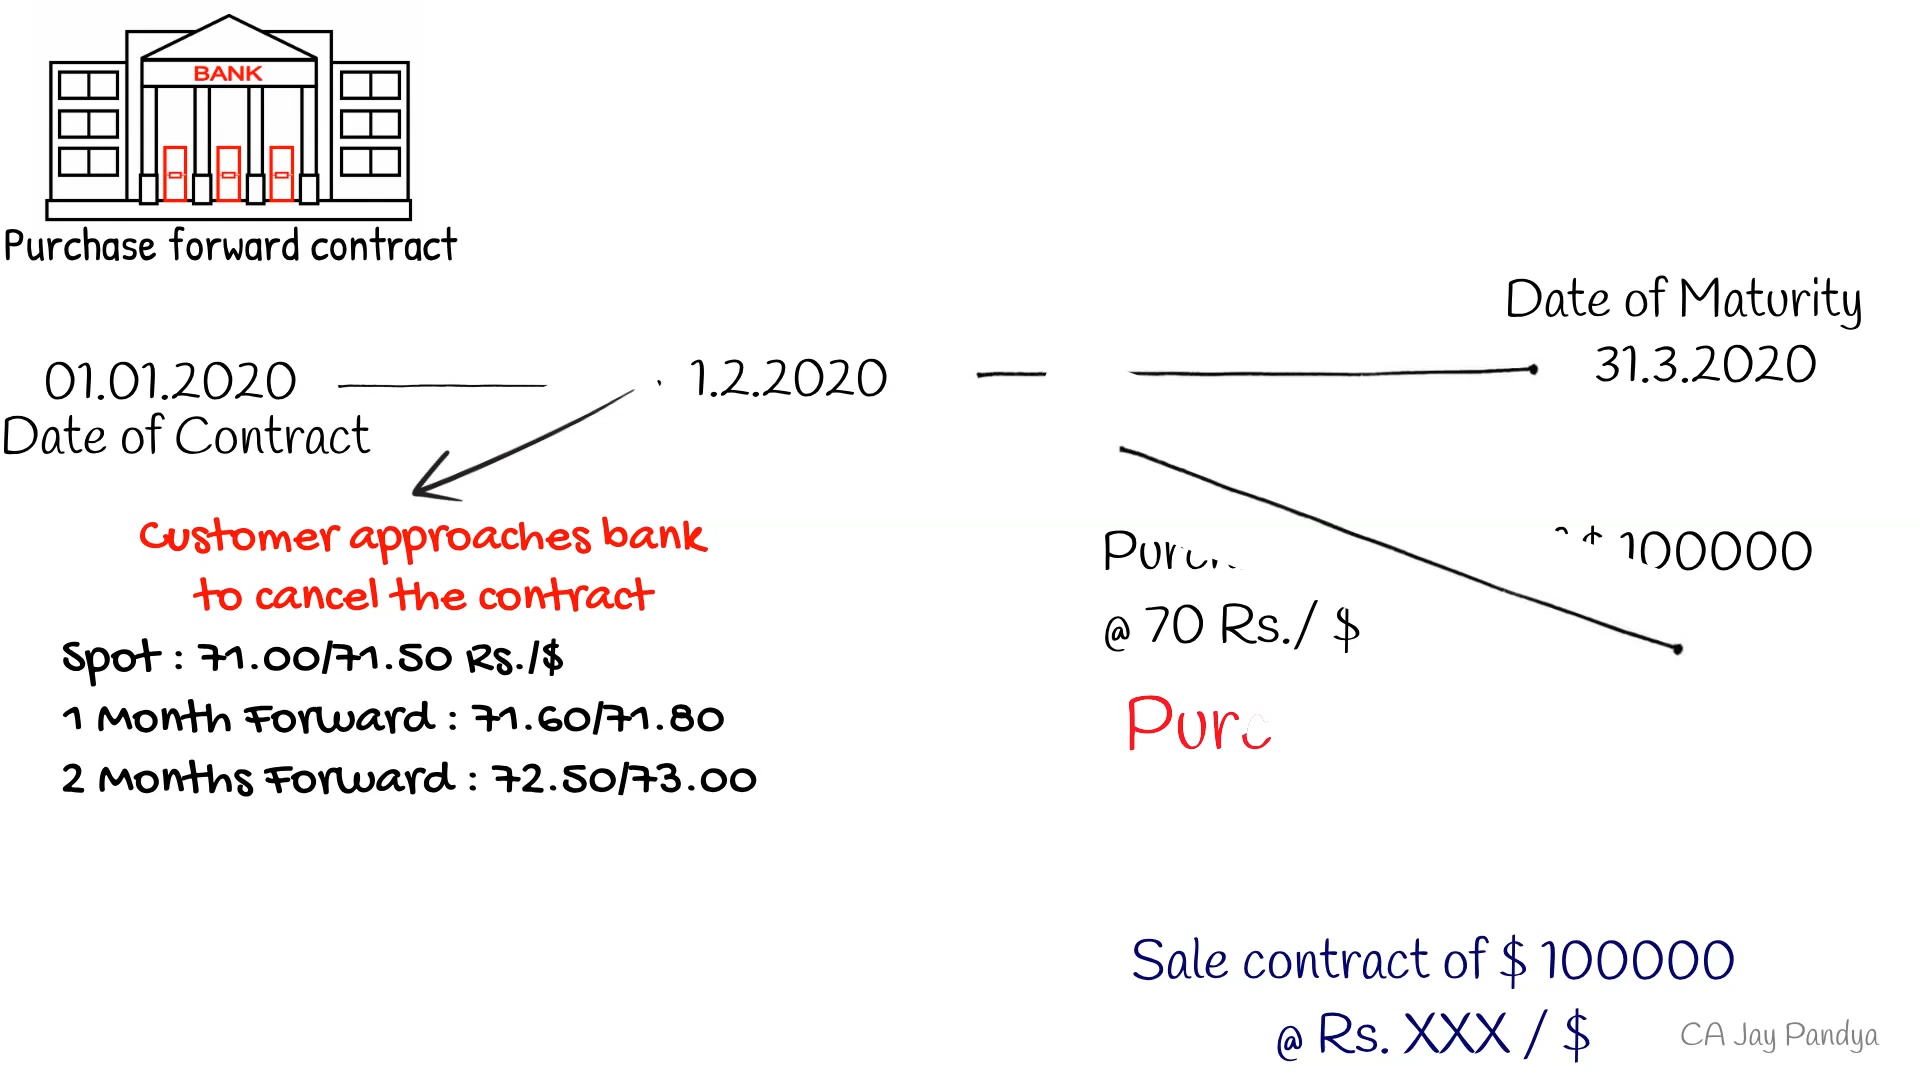 BANK
Purchase forward contract
Date of Maturity
01.01.2020
1.2.2020
31.3.2020
Date of Contract
Customer approaches bank
to cancel the contract
Spot : 71.00/71.50 Rs./$
1 Month Forward : 71.60/71.80
2 Months Forward : 72.50/73.00
100000
@ 70 Rs./ $
Purc
Sale contract of $ 100000
@ Rs. XXX / $
CA Jay Pandya